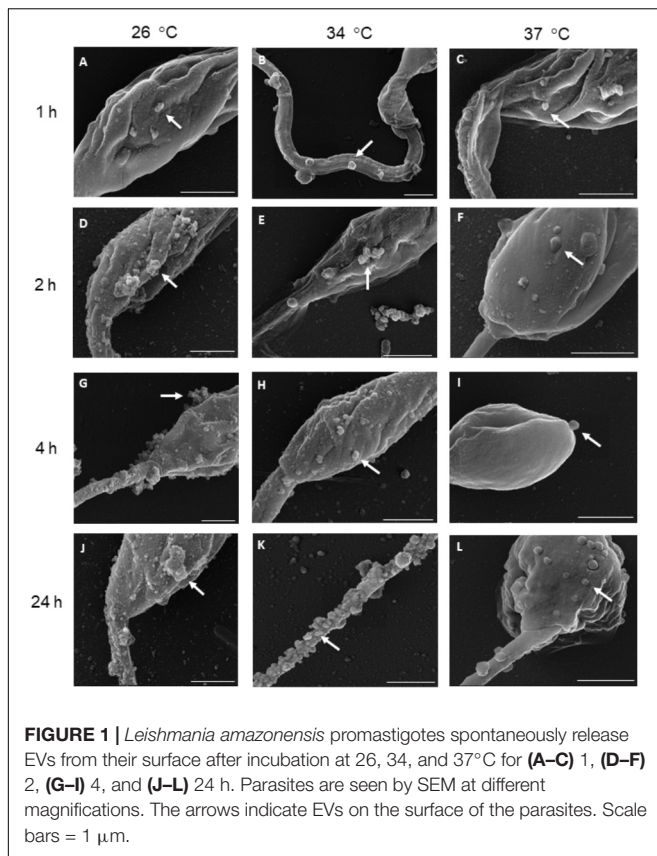 26 °C 34 °C 37 °C
1 h
A B C
2 h
D E F
4 h
G H I
24 h
J K L
FIGURE 1 | Leishmania amazonensis promastigotes spontaneously release
EVs from their surface after incubation at 26, 34, and 37°C for (A–C) 1, (D–F)
2, (G–I) 4, and (J–L) 24 h. Parasites are seen by SEM at different
magnifications. The arrows indicate EVs on the surface of the parasites. Scale
bars = 1 μm.